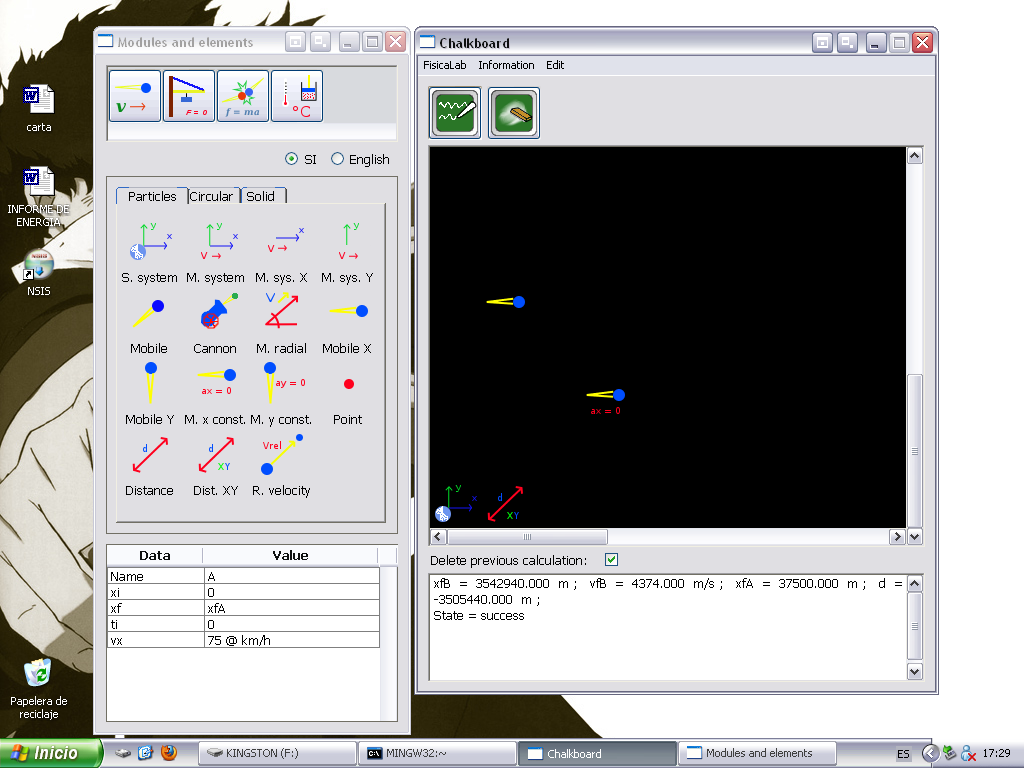 carta
INFORME DE
ENERGIA
NSIS
Papelera de
reciclaje
Modules and elements
v
F = 0
f = ma
°C
SI
English
Particles
Circular
Solid
y
x
S. system
y
x
V
M. system
x
V
M. sys. X
y
V
M. sys. Y
Mobile
Cannon
V
M. radial
Mobile X
Mobile Y
ax = 0
M. x const.
ay = 0
M. y const.
Point
d
Distance
d
XY
Dist. XY
Vrel
R. velocity
Data Value
Name A
xi 0
xf xfA
ti 0
vx 75 @ km/h
Chalkboard
FisicaLab Information Edit
ax = 0
y
x
d
XY
Delete previous calculation:
xfB = 3542940.000 m ; vfB = 4374.000 m/s ; xfA = 37500.000 m ; d =
-3505440.000 m ;
State = success
Inicio
KINGSTON (F:)
MINGW32:~
Chalkboard
Modules and elements
ES
17:29